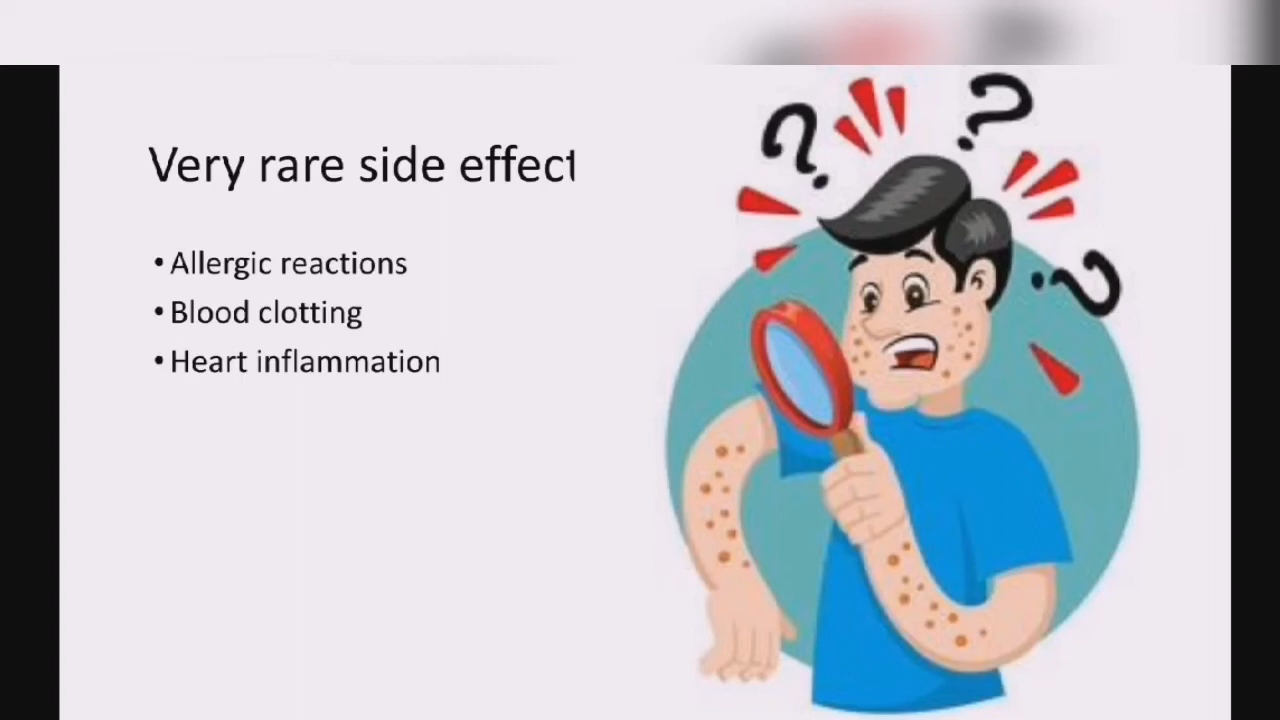 Very rare side effect
• Allergic reactions
• Blood clotting
• Heart inflammation